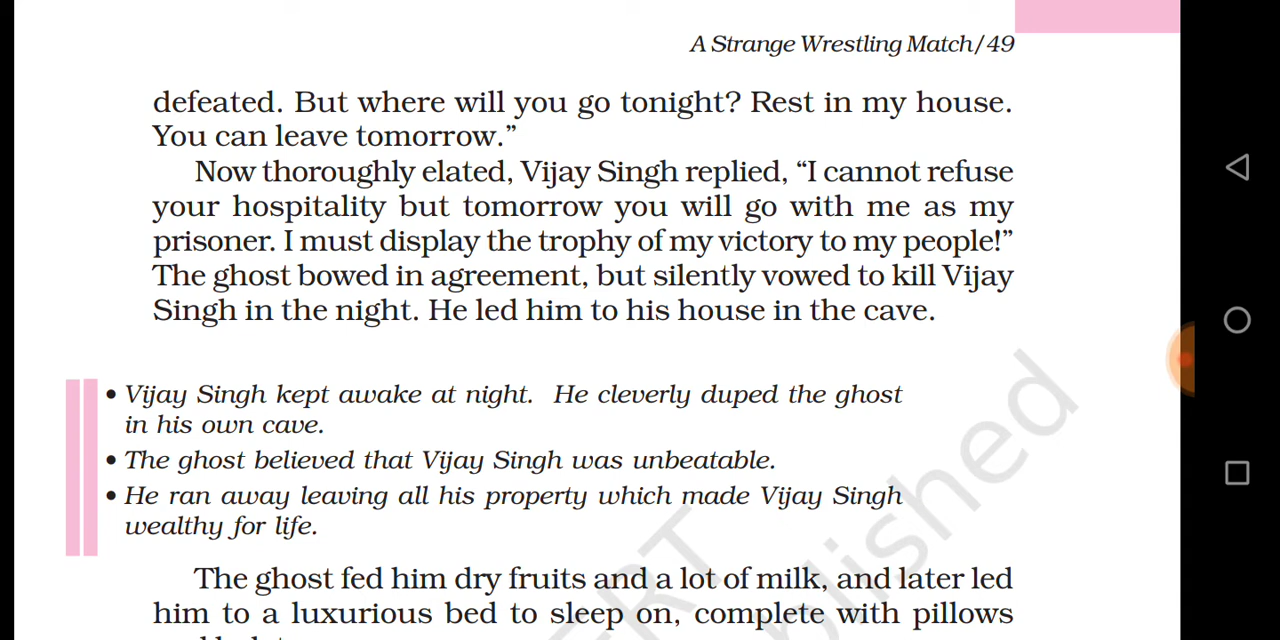 A Strange Wrestling Match/49
defeated. But where will you go tonight? Rest in my house.
You can leave tomorrow.”
Now thoroughly elated, Vijay Singh replied, “I cannot refuse
your hospitality but tomorrow you will go with me as my
prisoner. I must display the trophy of my victory to my people!”
The ghost bowed in agreement, but silently vowed to kill Vijay
Singh in the night. He led him to his house in the cave.
• Vijay Singh kept awake at night. He cleverly duped the ghost
in his own cave.
• The ghost believed that Vijay Singh was unbeatable.
• He ran away leaving all his property which made Vijay Singh
wealthy for life.
The ghost fed him dry fruits and a lot of milk, and later led
him to a luxurious bed to sleep on, complete with pillows